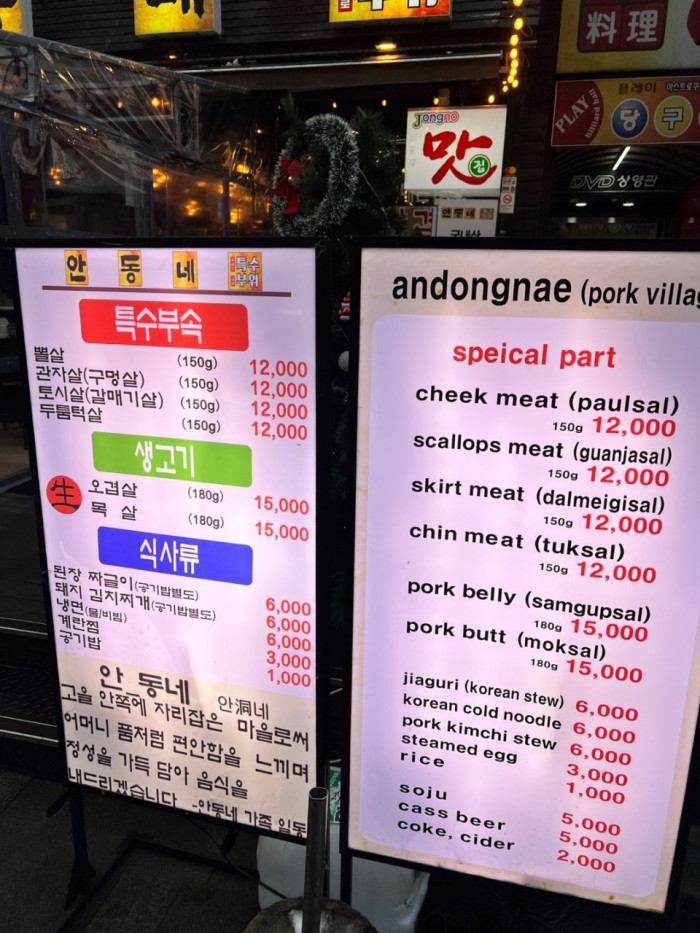 料理
플레이
PLAY
당구
billiard hall
DVD 상영관
Jongno
맛집
안동네
국내산
안동네 특수부위
특수부속
뽈살 (150g) 12,000
관자살(구멍살) (150g) 12,000
토시살(갈매기살) (150g) 12,000
두툼턱살 (150g) 12,000
생고기
生
오겹살 (180g) 15,000
목 살 (180g) 15,000
식사류
된장 짜글이(공기밥별도) 6,000
돼지 김치찌개(공기밥별도) 6,000
냉면(물/비빔) 6,000
계란찜 3,000
공기밥 1,000
안 동네 안洞네
고을 안쪽에 자리잡은 마을로써
어머니 품처럼 편안함을 느끼며
정성을 가득 담아 음식을
내드리겠습니다 -안동네 가족 일동
andongnae (pork villag
speical part
cheek meat (paulsal)
150g 12,000
scallops meat (guanjasal)
150g 12,000
skirt meat (dalmeigisal)
150g 12,000
chin meat (tuksal)
150g 12,000
pork belly (samgupsal)
180g 15,000
pork butt (moksal)
180g 15,000
jiaguri (korean stew) 6,000
korean cold noodle 6,000
pork kimchi stew 6,000
steamed egg 3,000
rice 1,000
soju 5,000
cass beer 5,000
coke, cider 2,000